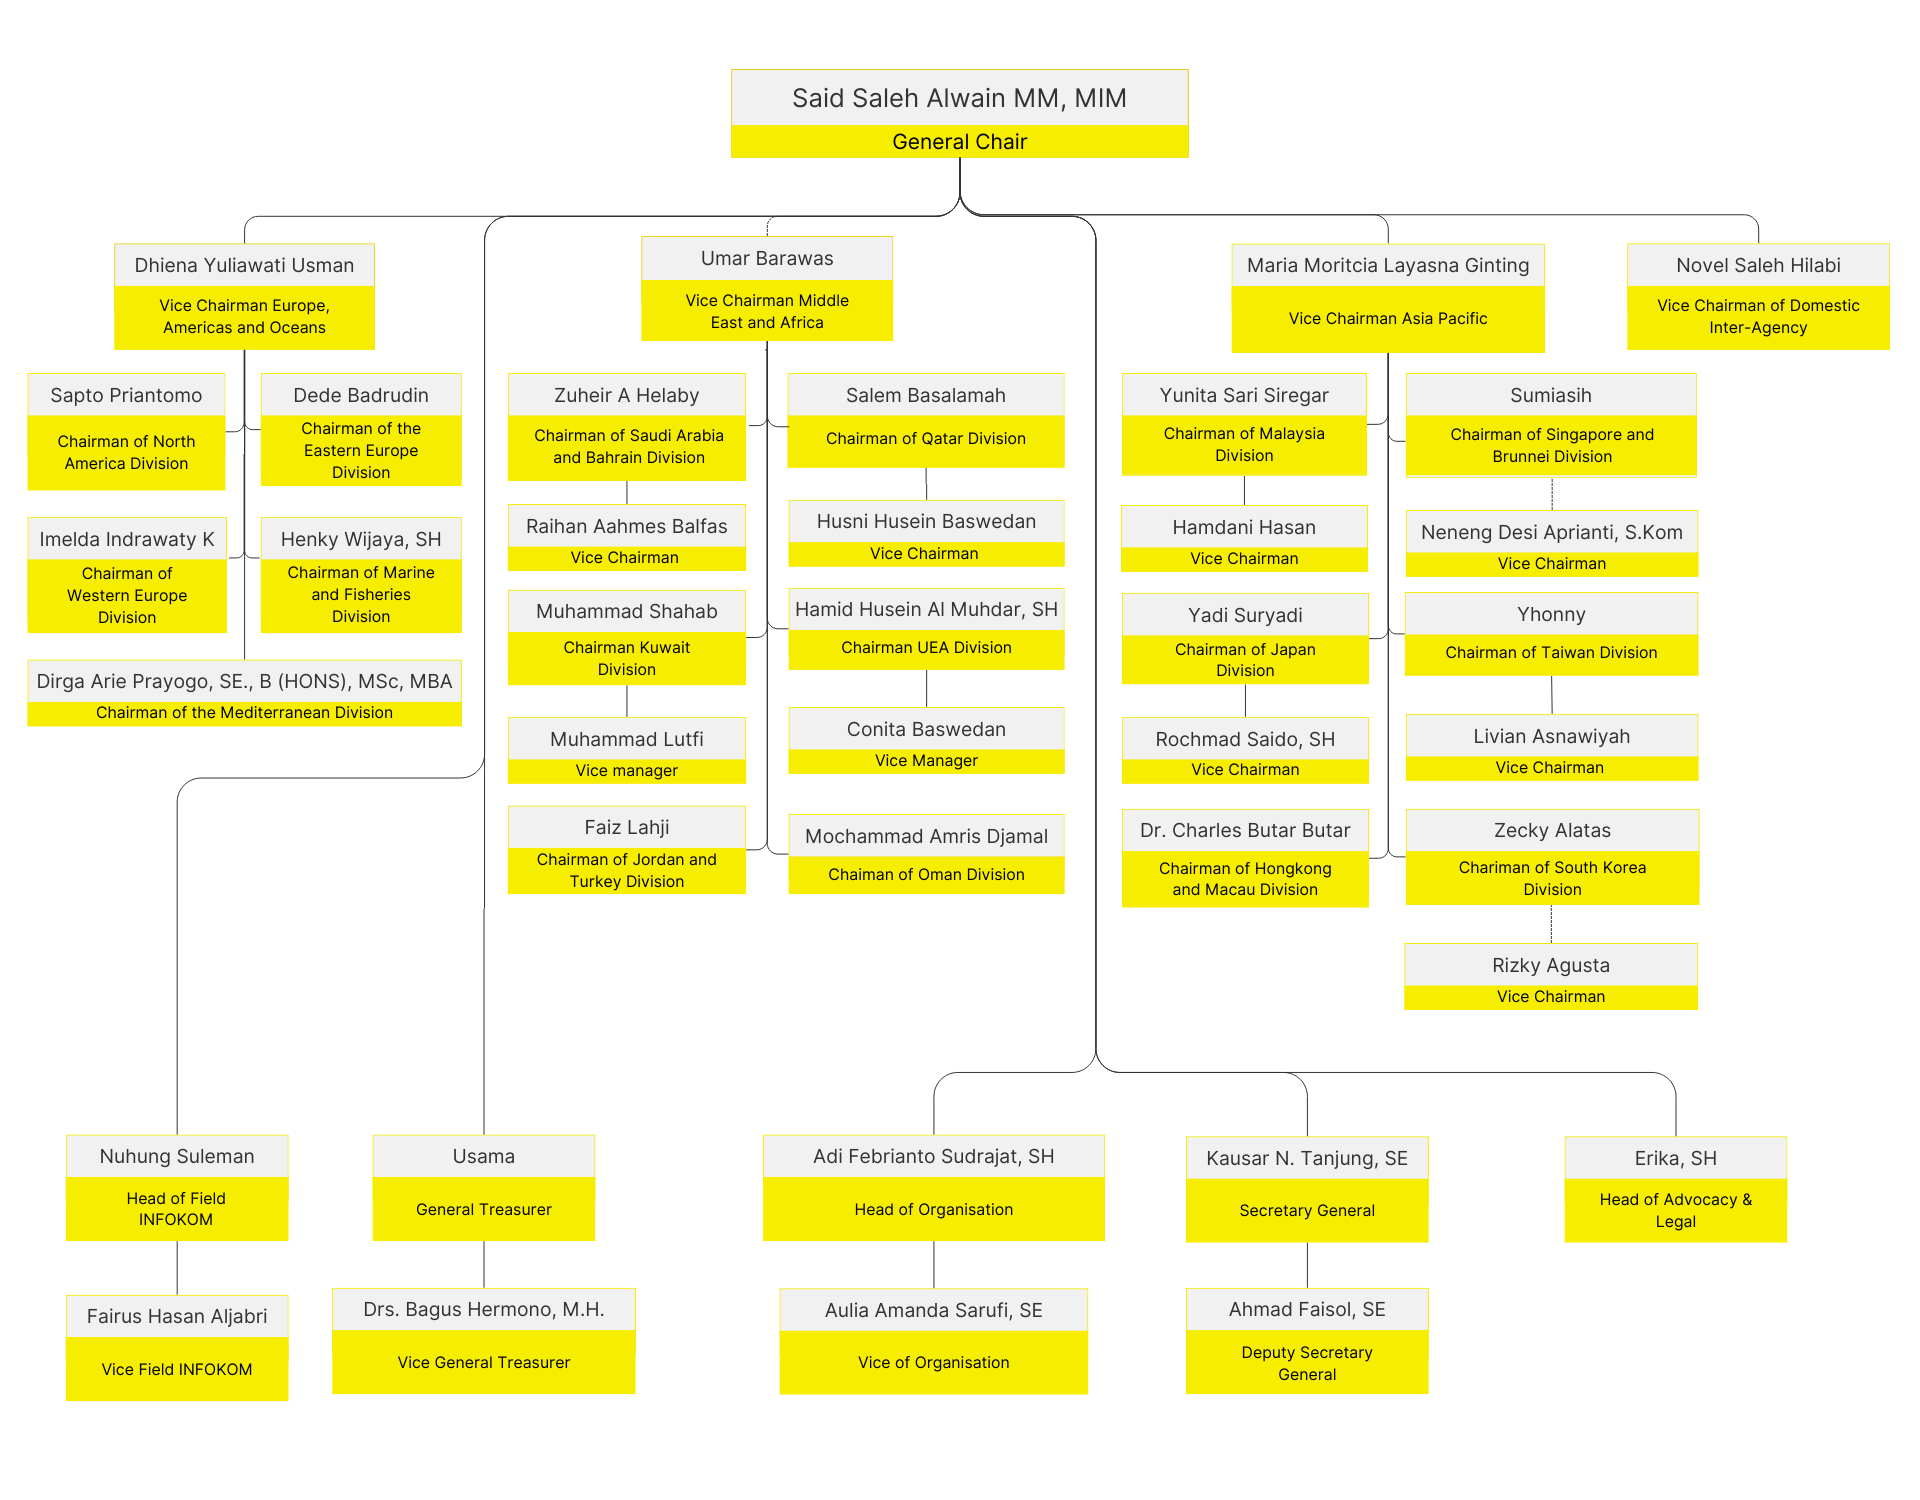 Said Saleh Alwain MM, MIM
General Chair
Dhiena Yuliawati Usman
Vice Chairman Europe,
Americas and Oceans
Umar Barawas
Vice Chairman Middle
East and Africa
Maria Moritcia Layasna Ginting
Vice Chairman Asia Pacific
Novel Saleh Hilabi
Vice Chairman of Domestic
Inter-Agency
Sapto Priantomo
Chairman of North
America Division
Dede Badrudin
Chairman of the
Eastern Europe
Division
Imelda Indrawaty K
Chairman of
Western Europe
Division
Henky Wijaya, SH
Chairman of Marine
and Fisheries
Division
Dirga Arie Prayogo, SE., B (HONS), MSc, MBA
Chairman of the Mediterranean Division
Zuheir A Helaby
Chairman of Saudi Arabia
and Bahrain Division
Raihan Aahmes Balfas
Vice Chairman
Muhammad Shahab
Chairman Kuwait
Division
Muhammad Lutfi
Vice manager
Faiz Lahji
Chairman of Jordan and
Turkey Division
Salem Basalamah
Chairman of Qatar Division
Husni Husein Baswedan
Vice Chairman
Hamid Husein Al Muhdar, SH
Chairman UEA Division
Conita Baswedan
Vice Manager
Mochammad Amris Djamal
Chaiman of Oman Division
Yunita Sari Siregar
Chairman of Malaysia
Division
Hamdani Hasan
Vice Chairman
Yadi Suryadi
Chairman of Japan
Division
Rochmad Saido, SH
Vice Chairman
Dr. Charles Butar Butar
Chairman of Hongkong
and Macau Division
Sumiasih
Chairman of Singapore and
Brunnei Division
Neneng Desi Aprianti, S.Kom
Vice Chairman
Yhonny
Chairman of Taiwan Division
Livian Asnawiyah
Vice Chairman
Zecky Alatas
Chariman of South Korea
Division
Rizky Agusta
Vice Chairman
Nuhung Suleman
Head of Field
INFOKOM
Fairus Hasan Aljabri
Vice Field INFOKOM
Usama
General Treasurer
Drs. Bagus Hermono, M.H.
Vice General Treasurer
Adi Febrianto Sudrajat, SH
Head of Organisation
Aulia Amanda Sarufi, SE
Vice of Organisation
Kausar N. Tanjung, SE
Secretary General
Ahmad Faisol, SE
Deputy Secretary
General
Erika, SH
Head of Advocacy &
Legal